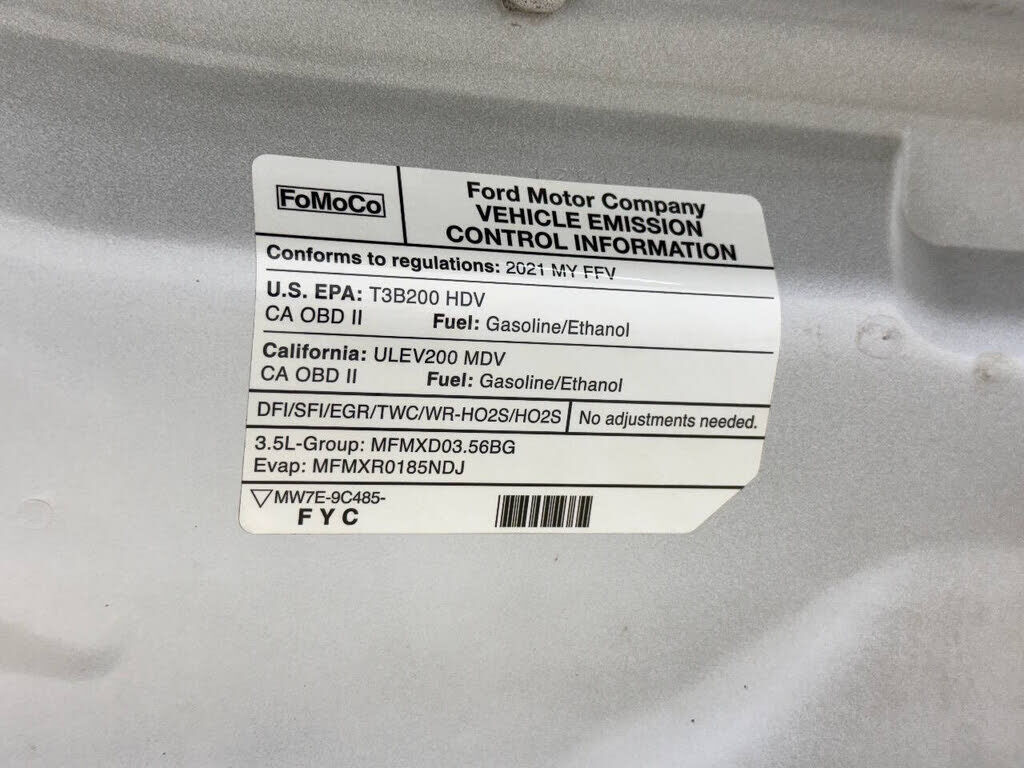 FoMoCo
Ford Motor Company
VEHICLE EMISSION
CONTROL INFORMATION
Conforms to regulations: 2021 MY FFV
U.S. EPA: T3B200 HDV
CA OBD II Fuel: Gasoline/Ethanol
California: ULEV200 MDV
CA OBD II Fuel: Gasoline/Ethanol
DFI/SFI/EGR/TWC/WR-HO2S/HO2S No adjustments needed.
3.5L-Group: MFMXD03.56BG
Evap: MFMXR0185NDJ
MW7E-9C485-
F Y C